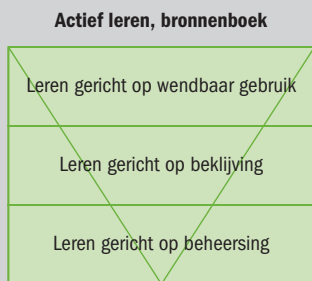 Actief leren, bronnenboek
Leren gericht op wendbaar gebruik
Leren gericht op beklijving
Leren gericht op beheersing